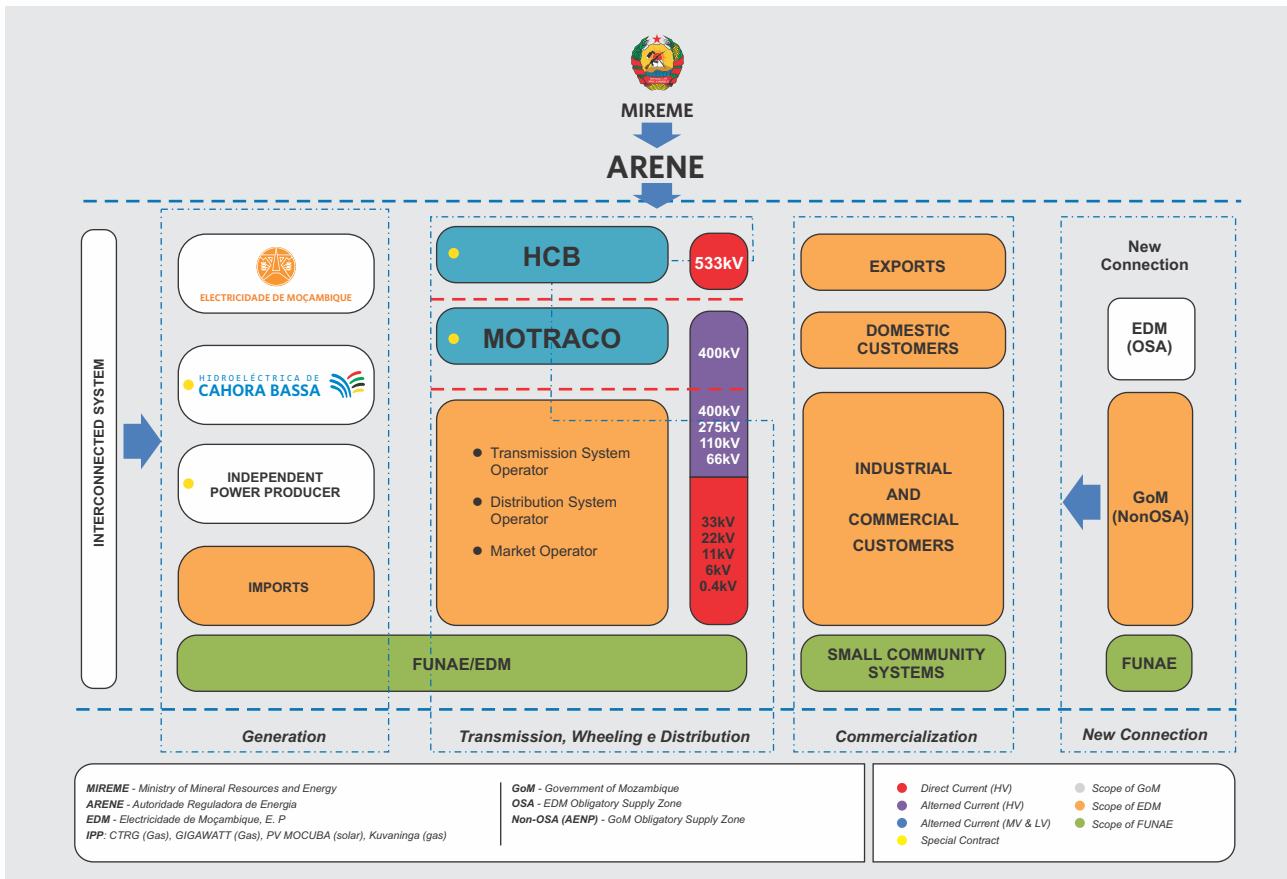 MIREME
ARENE
INTERCONNECTED SYSTEM
ELECTRICIDADE DE MOÇAMBIQUE
HIDROELÉCTRICA DE
CAHORA BASSA
INDEPENDENT
POWER PRODUCER
IMPORTS
FUNAE/EDM
Generation
HCB
533kV
MOTRACO
400kV
400kV
275kV
110kV
66kV
● Transmission System
Operator
● Distribution System
Operator
● Market Operator
33kV
22kV
11kV
6kV
0.4kV
Transmission, Wheeling e Distribution
EXPORTS
DOMESTIC
CUSTOMERS
INDUSTRIAL
AND
COMMERCIAL
CUSTOMERS
SMALL COMMUNITY
SYSTEMS
Commercialization
New
Connection
EDM
(OSA)
GoM
(NonOSA)
FUNAE
New Connection
MIREME - Ministry of Mineral Resources and Energy
ARENE - Autoridade Reguladora de Energia
EDM - Electricidade de Moçambique, E. P
IPP: CTRG (Gas), GIGAWATT (Gas), PV MOCUBA (solar), Kuvaninga (gas)
GoM - Government of Mozambique
OSA - EDM Obligatory Supply Zone
Non-OSA (AENP) - GoM Obligatory Supply Zone
Direct Current (HV)
Alterned Current (HV)
Alterned Current (MV & LV)
Special Contract
Scope of GoM
Scope of EDM
Scope of FUNAE